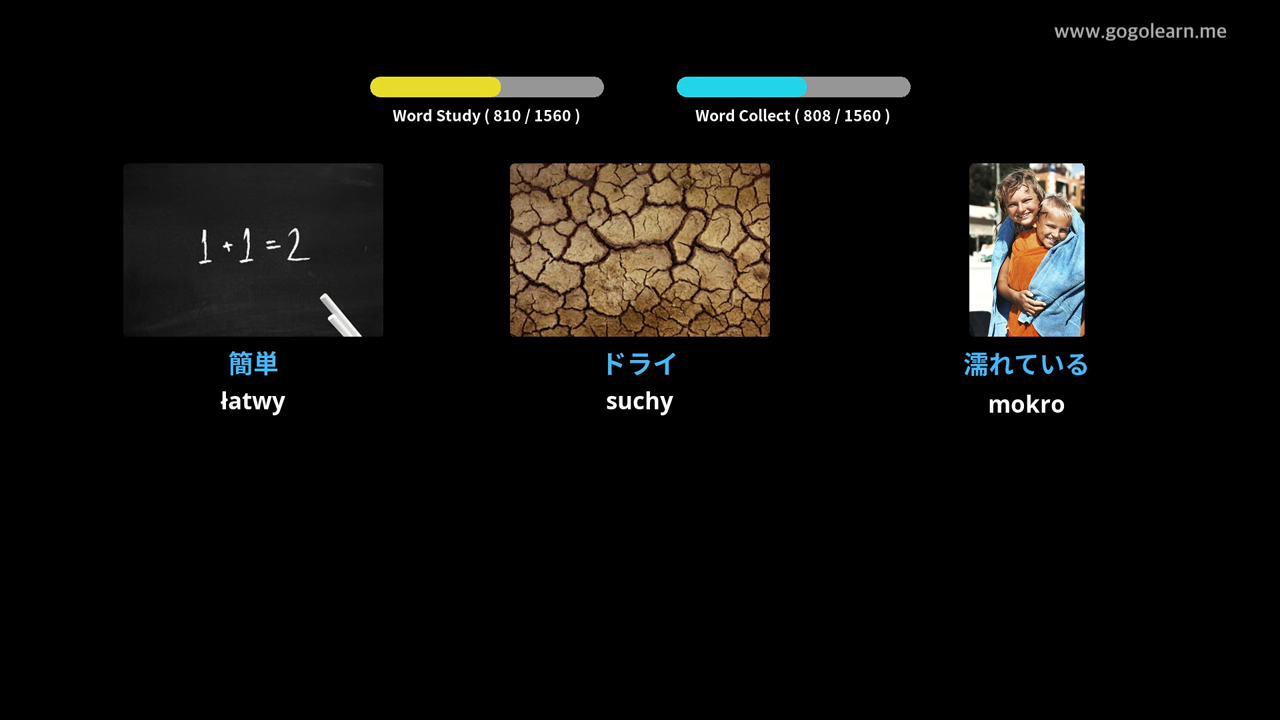 www.gogolearn.me
Word Study ( 810 / 1560 )
Word Collect ( 808 / 1560 )
1 + 1 = 2
簡単
ドライ
濡れている
łatwy
suchy
mokro